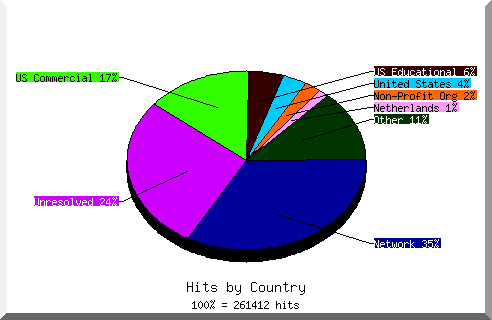 US Educational 6%
US Commercial 17%
United States 4%
Non-Profit Org 2%
Netherlands 1%
Other 11%
Unresolved 24%
Network 35%
Hits by Country
100% = 261412 hits